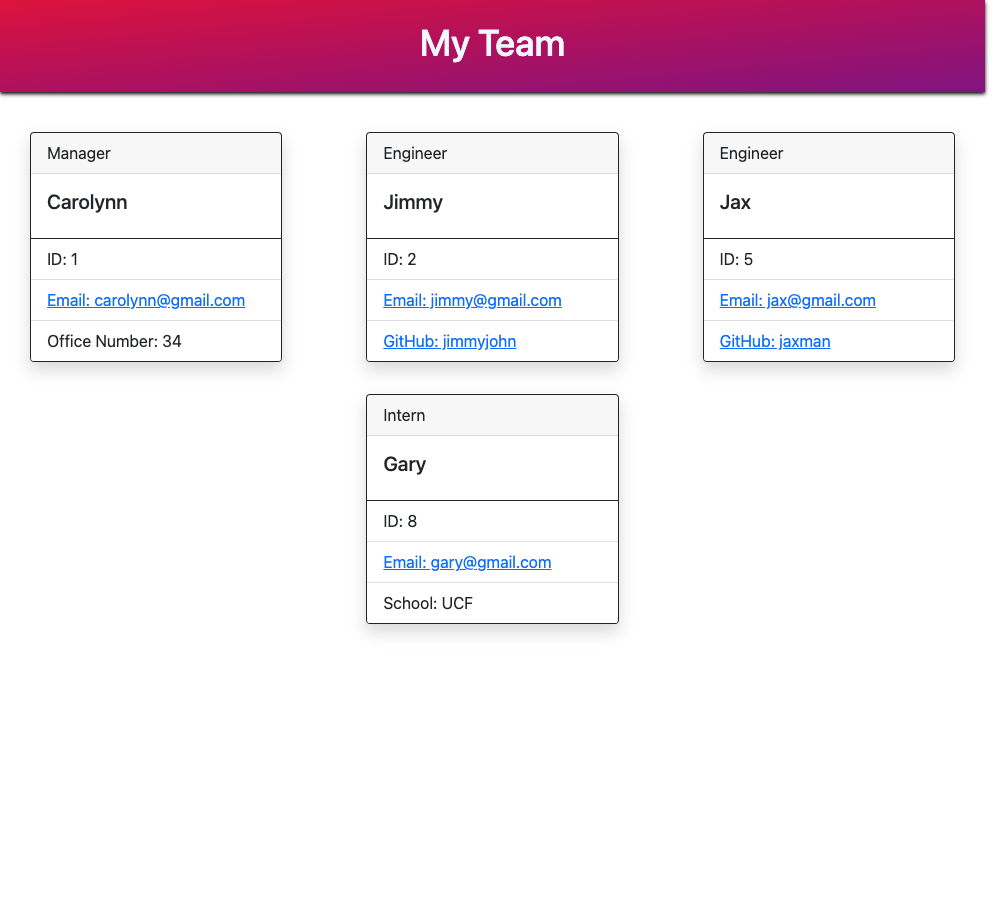 My Team
Manager
Carolynn
ID: 1
Email: carolynn@gmail.com
Office Number: 34
Engineer
Jimmy
ID: 2
Email: jimmy@gmail.com
GitHub: jimmyjohn
Engineer
Jax
ID: 5
Email: jax@gmail.com
GitHub: jaxman
Intern
Gary
ID: 8
Email: gary@gmail.com
School: UCF